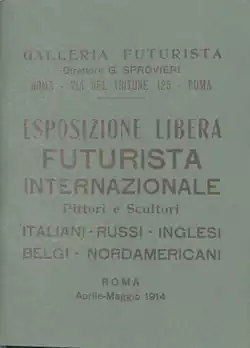 GALLERIA FUTURISTA
Direttore G. SPROVIERI
ROMA - VIA DEL TRITONE 125 - ROMA
ESPOSIZIONE LIBERA
FUTURISTA
INTERNAZIONALE
Pittori e Scultori
ITALIANI - RUSSI - INGLESI
BELGI - NORDAMERICANI
ROMA
Aprile-Maggio 1914